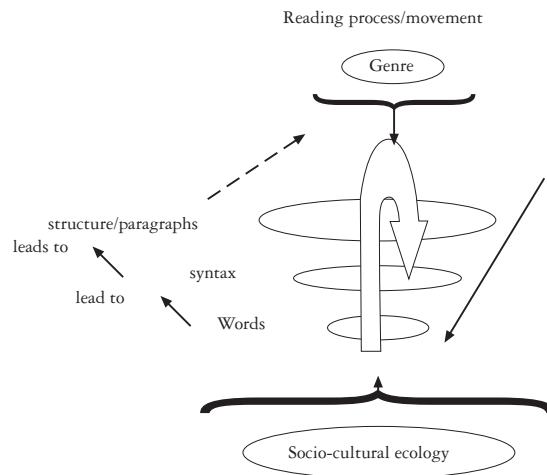 Reading process/movement
Genre
structure/paragraphs
leads to
syntax
lead to
Words
Socio-cultural ecology